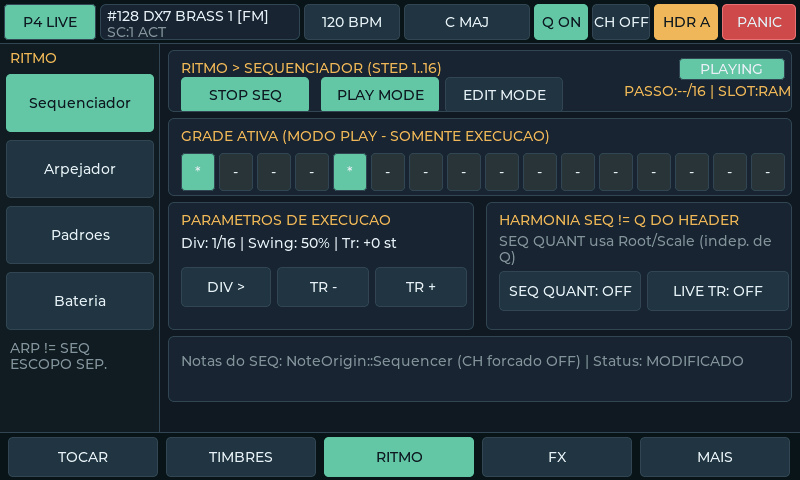 P4 LIVE
#128 DX7 BRASS 1 [FM]
SC:1 ACT
120 BPM
C MAJ
Q ON
CH OFF
HDR A
PANIC
RITMO
Sequenciador
Arpejador
Padroes
Bateria
ARP != SEQ
ESCOPO SEP.
RITMO > SEQUENCIADOR (STEP 1..16)
PLAYING
STOP SEQ
PLAY MODE
EDIT MODE
PASSO:--/16 | SLOT:RAM
GRADE ATIVA (MODO PLAY - SOMENTE EXECUCAO)
* - - - * - - - - - - - - - - -
PARAMETROS DE EXECUCAO
Div: 1/16 | Swing: 50% | Tr: +0 st
DIV >
TR -
TR +
HARMONIA SEQ != Q DO HEADER
SEQ QUANT usa Root/Scale (indep. de
Q)
SEQ QUANT: OFF
LIVE TR: OFF
Notas do SEQ: NoteOrigin::Sequencer (CH forcado OFF) | Status: MODIFICADO
TOCAR
TIMBRES
RITMO
FX
MAIS